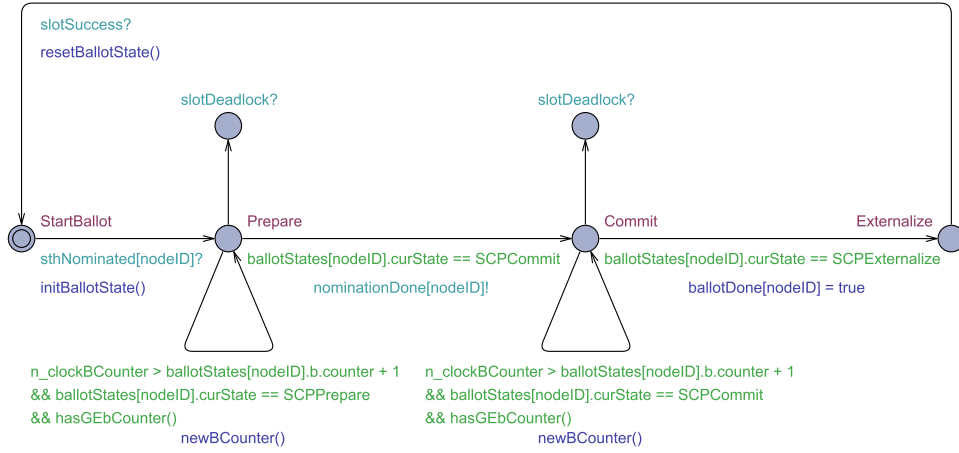 slotSuccess?
resetBallotState()
slotDeadlock?
slotDeadlock?
StartBallot
Prepare
Commit
Externalize
sthNominated[nodeID]?
ballotStates[nodeID].curState == SCPCommit
ballotStates[nodeID].curState == SCPExternalize
initBallotState()
nominationDone[nodeID]!
ballotDone[nodeID] = true
n_clockBCounter > ballotStates[nodeID].b.counter + 1
&& ballotStates[nodeID].curState == SCPPrepare
&& hasGEbCounter()
newBCounter()
n_clockBCounter > ballotStates[nodeID].b.counter + 1
&& ballotStates[nodeID].curState == SCPCommit
&& hasGEbCounter()
newBCounter()